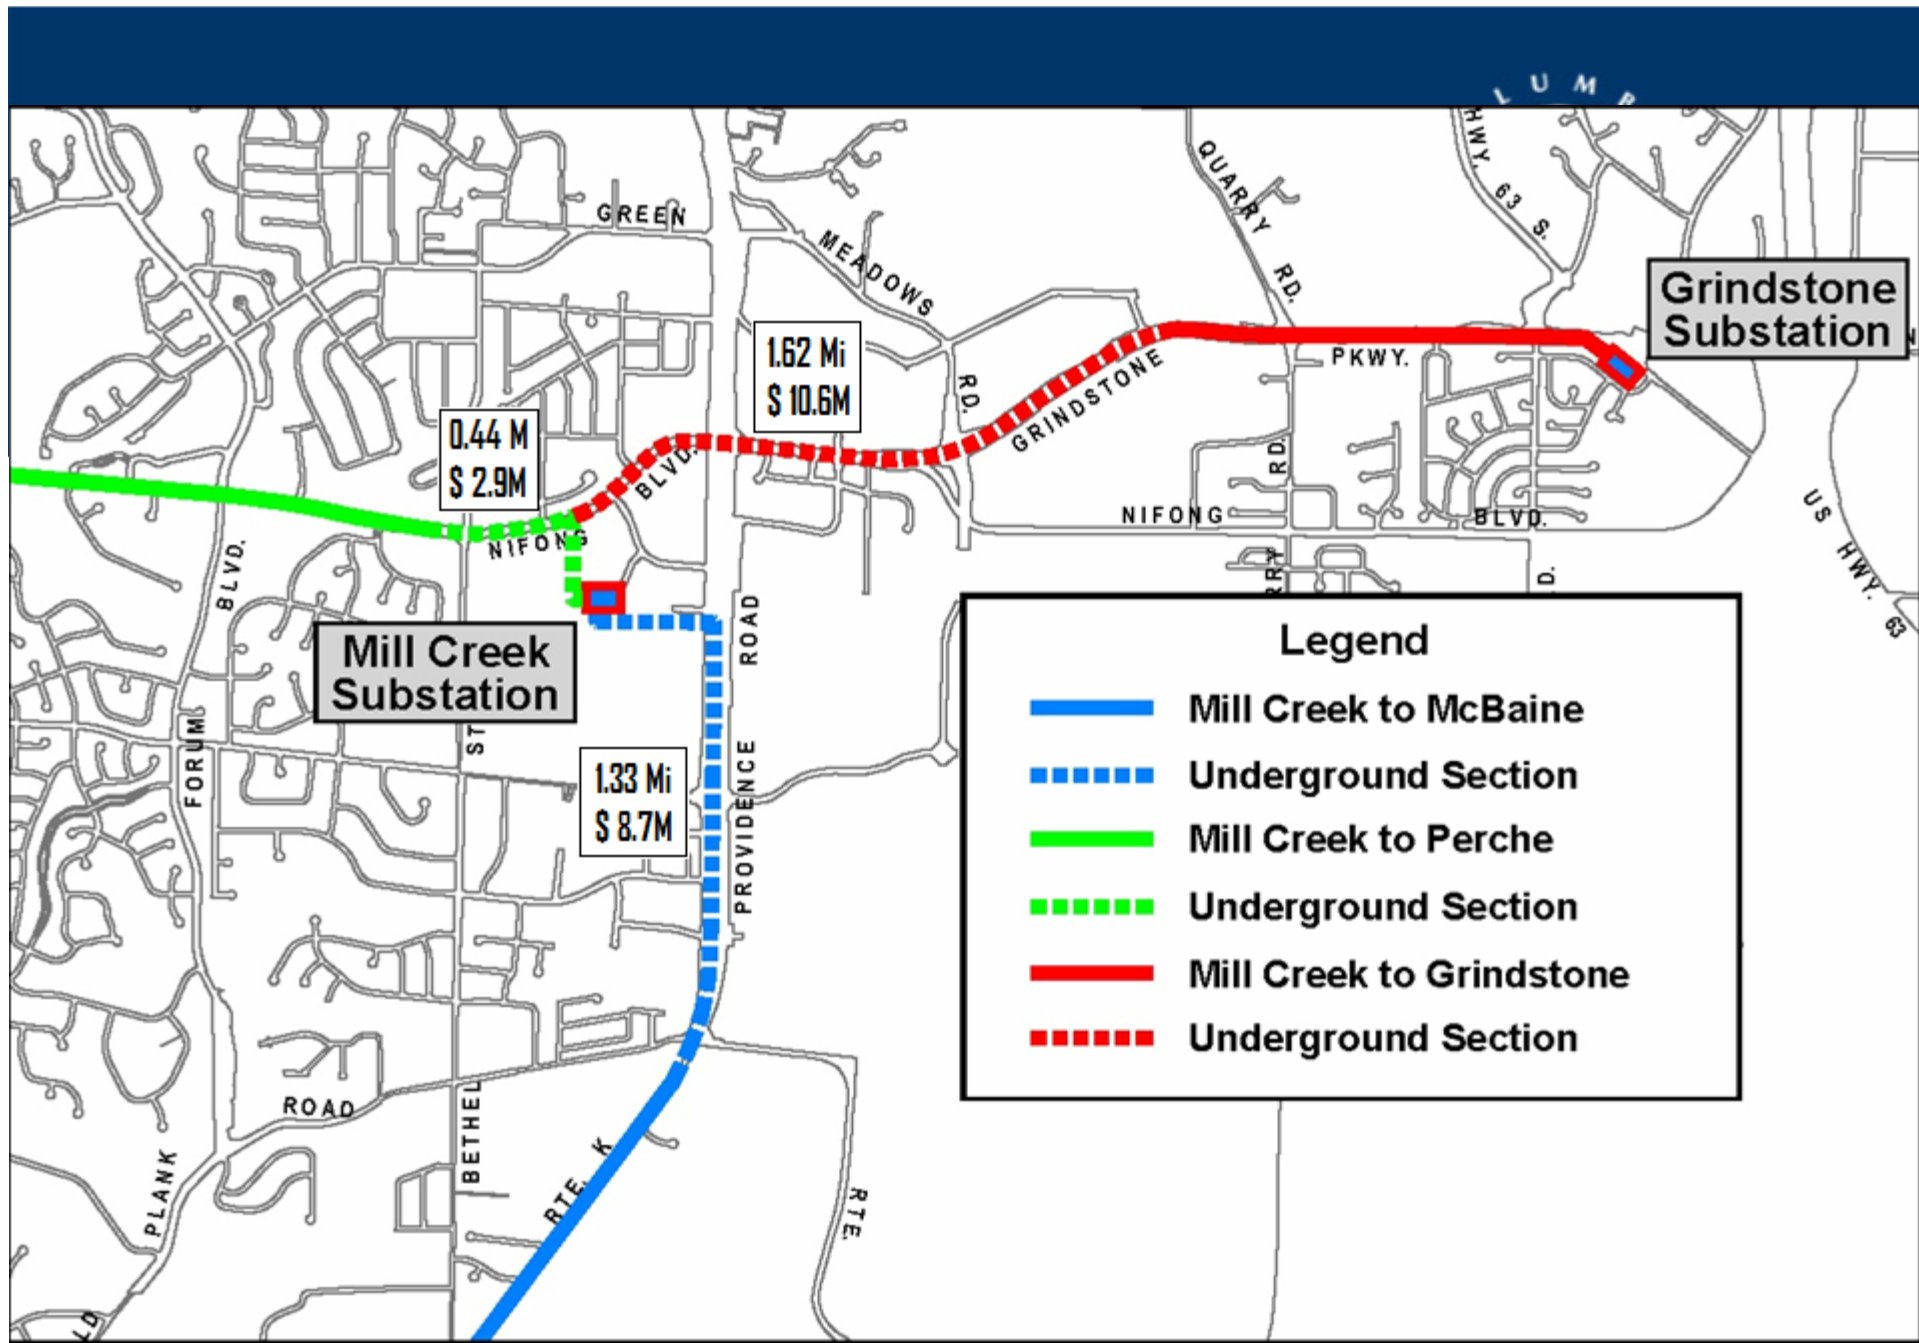 L U M B
HWY. 63 S.
QUARRY RD.
GREEN
MEADOWS RD.
Grindstone
Substation
1.62 Mi
$ 10.6M
PKWY.
GRINDSTONE
0.44 M
$ 2.9M
BLVD.
RD.
NIFONG
BLVD.
US HWY. 63
NIFONG
BLVD.
RRY
D.
ROAD
Mill Creek
Substation
ST
FORUM
1.33 Mi
$ 8.7M
PROVIDENCE
Legend
Mill Creek to McBaine
Underground Section
Mill Creek to Perche
Underground Section
Mill Creek to Grindstone
Underground Section
ROAD
BETHEL
PLANK
RTE. K
RTE.
LD